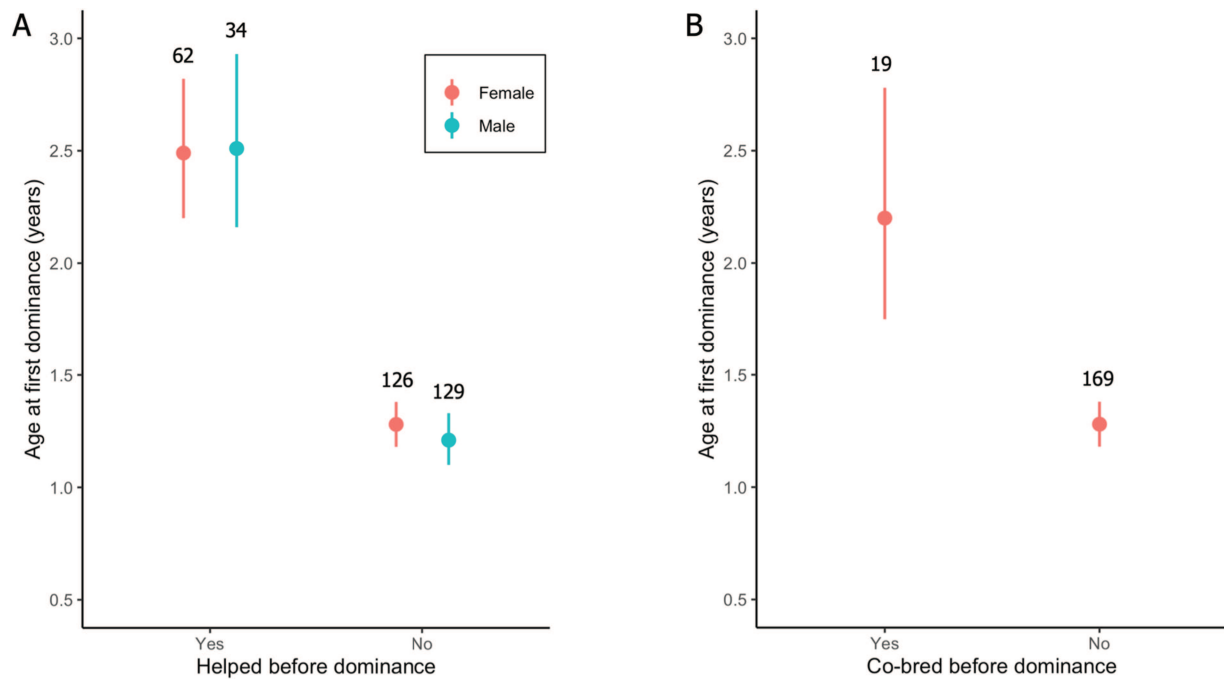 A
3.0
2.5
2.0
1.5
1.0
0.5
Age at first dominance (years)
62
34
126
129
Female
Male
Yes
No
Helped before dominance
B
3.0
2.5
2.0
1.5
1.0
0.5
Age at first dominance (years)
19
169
Yes
No
Co-bred before dominance